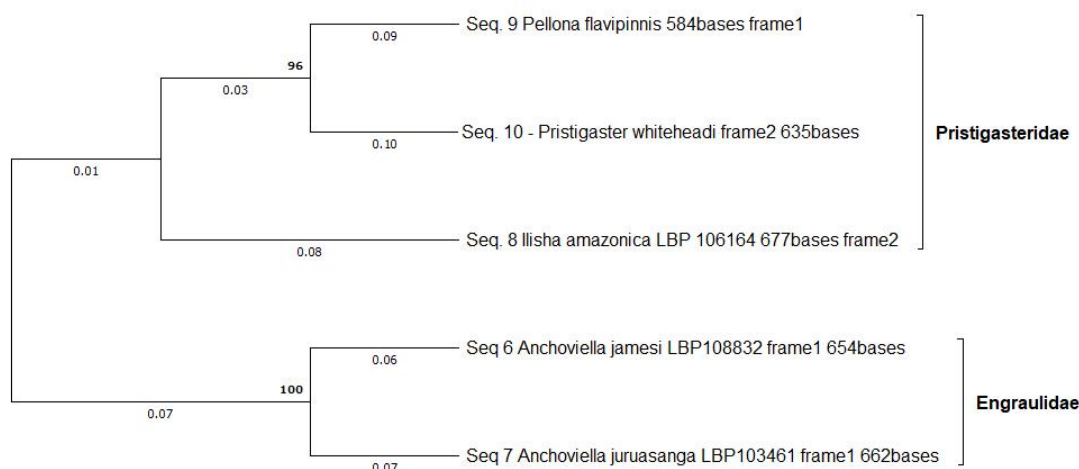 Seq. 9 Pellona flavipinnis 584bases frame1
0.09
96
0.03
Seq. 10 - Pristigaster whiteheadi frame2 635bases
Pristigasteridae
0.10
0.01
Seq. 8 Ilisha amazonica LBP 106164 677bases frame2
0.08
Seq 6 Anchoviella jamesi LBP108832 frame1 654bases
0.06
100
Engraulidae
0.07
Seq. 7 Anchoviella juruasanga LBP103461 frame1 662bases
0.07